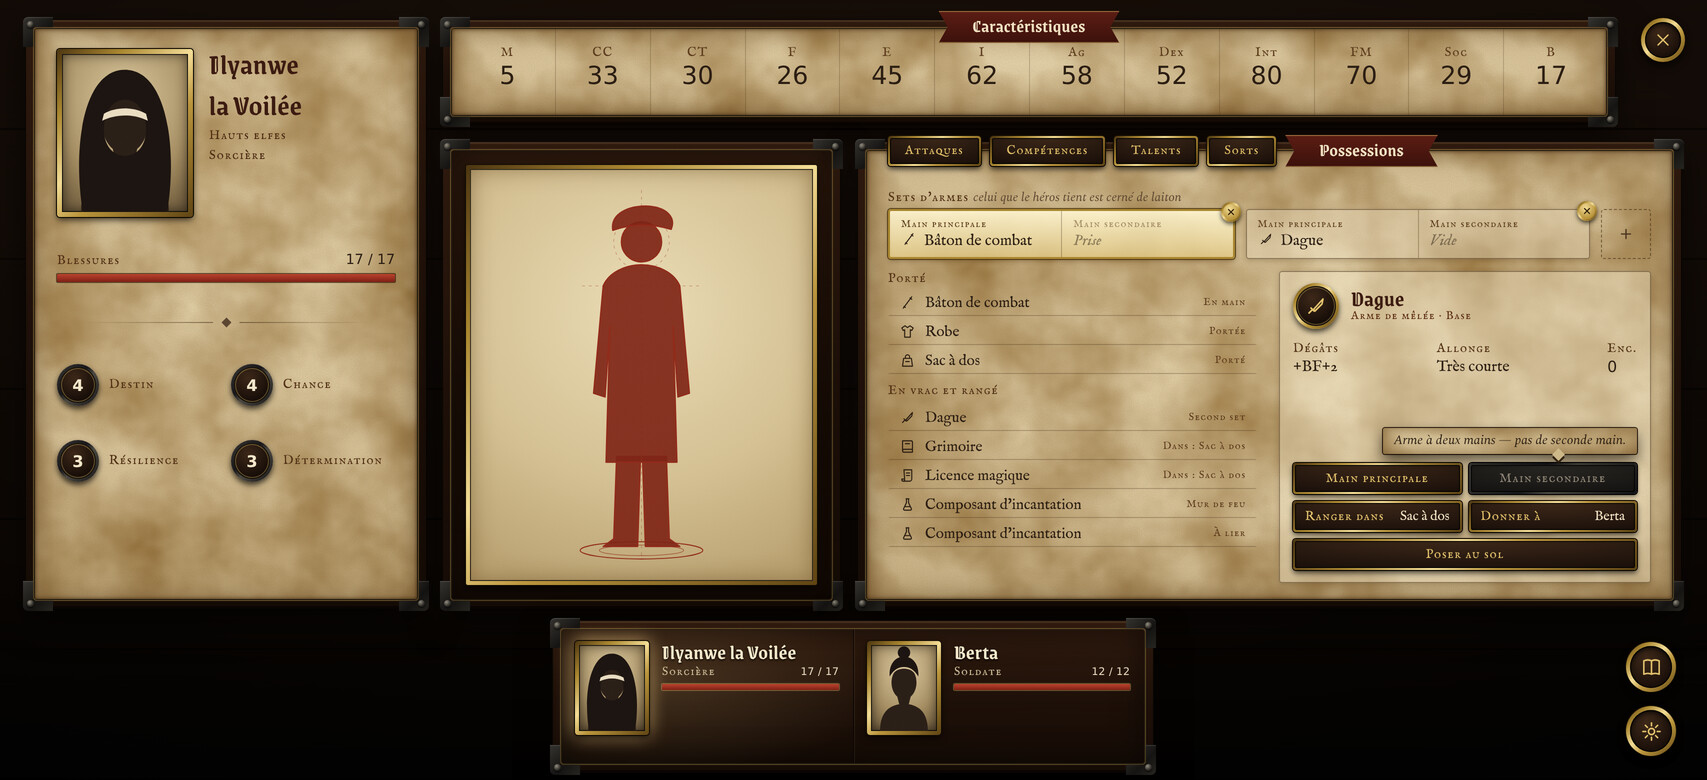 Ilyanwe
la Voilée
Hauts elfes
Sorcière
Blessures 17 / 17
4 Destin 4 Chance
3 Résilience 3 Détermination
Caractéristiques
M CC CT F E I Ag Dex Int FM Soc B
5 33 30 26 45 62 58 52 80 70 29 17
Attaques Compétences Talents Sorts Possessions
Sets d'armes celui que le héros tient est cerné de laiton
Main principale Main secondaire Main principale Main secondaire
Bâton de combat Prise Dague Vide
Porté
Bâton de combat En main
Robe Portée
Sac à dos Porté
En vrac et rangé
Dague Second set
Grimoire Dans : Sac à dos
Licence magique Dans : Sac à dos
Composant d'incantation Mur de feu
Composant d'incantation À lier
Dague
Arme de mêlée · Base
Dégâts Allonge Enc.
+BF+2 Très courte 0
Arme à deux mains — pas de seconde main.
Main principale Main secondaire
Ranger dans Sac à dos Donner à Berta
Poser au sol
Ilyanwe la Voilée
Sorcière 17 / 17
Berta
Soldate 12 / 12